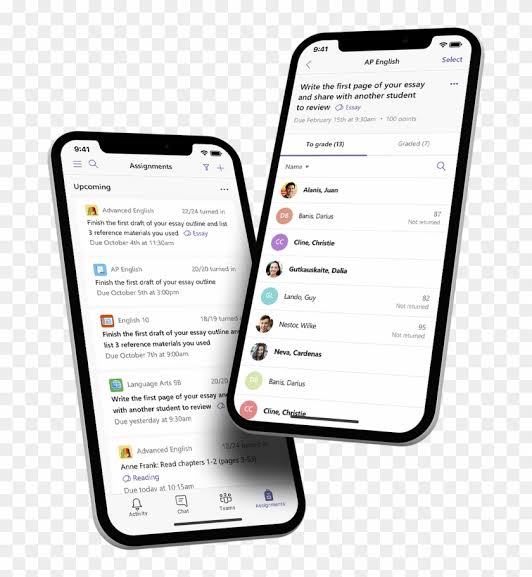 9:41
Assignments
Upcoming
Advanced English 22/24 turned in
Finish the first draft of your essay outline and list
3 reference materials you used Essay
Due October 4th at 11:30am
AP English 20/20 turned in
Finish the first draft of your essay outline
Due October 5th at 3:00pm
English 10 18/19 turned in
Finish the first draft of your essay outline and
list 3 reference materials you used
Due October 7th at 9:00am
Language Arts 9B 20/20
Write the first page of your essay and
with another student to review
Due yesterday at 9:30am
Advanced English 12/24 turned in
Anne Frank: Read chapters 1-2 (pages 3-53)
Reading
Due today at 10:15am
Activity
Chat
Teams
Assignments
9:41
AP English Select
Write the first page of your essay
and share with another student
to review Essay
Due February 15th at 9:30am • 100 points
To grade (13) Graded (7)
Name
Alanis, Juan
DB Banis, Darius 87
Not returned
CC Cline, Christie
Gutkauskaite, Dalia
GL Lando, Guy 82
Not returned
Nestor, Wilke 95
Not returned
Neva, Cardenas
DB Banis, Darius
CC Cline, Christie